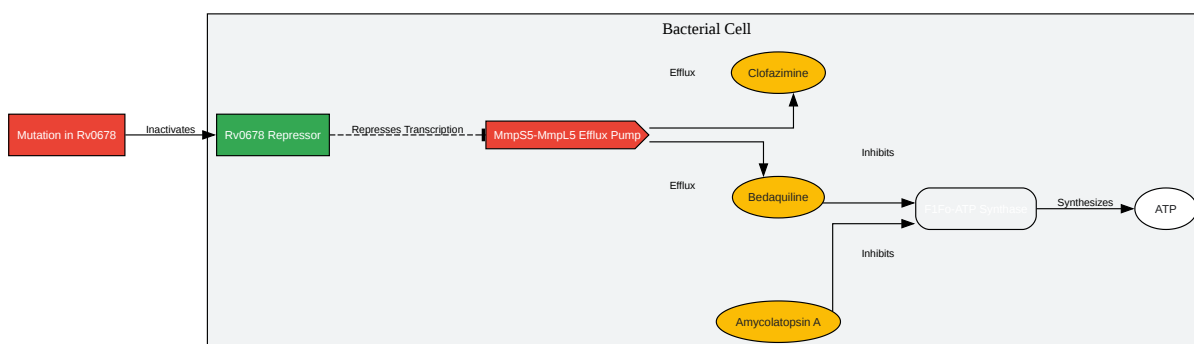 Bacterial Cell
Efflux
Clofazimine
Mutation in Rv0678
Inactivates
Rv0678 Repressor
Represses Transcription
MmpS5-MmpL5 Efflux Pump
Inhibits
Efflux
Bedaquiline
F1Fo-ATP Synthase
Synthesizes
ATP
Inhibits
Amycolatopsin A